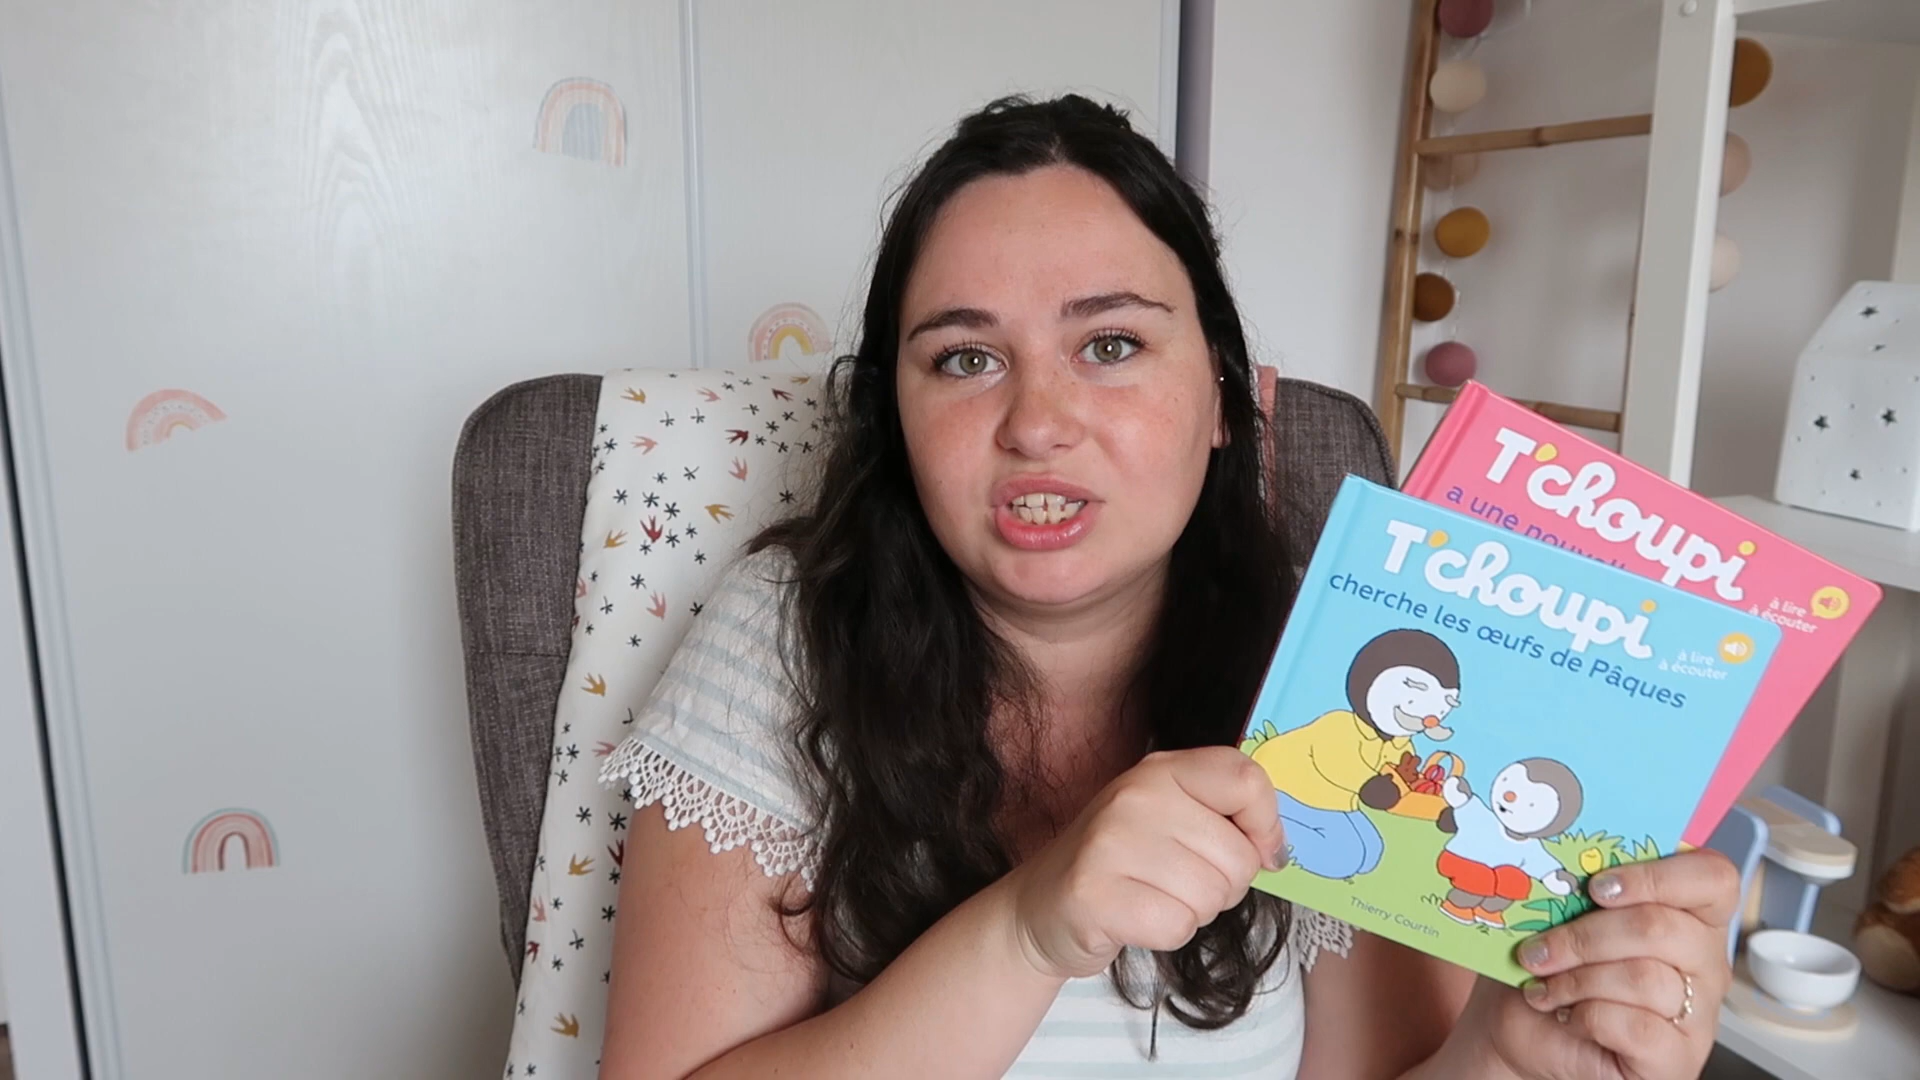 T'choupi
a une nouvelle
à lire
à écouter
T'choupi
cherche les œufs de Pâques
à lire
à écouter
Thierry Courtin